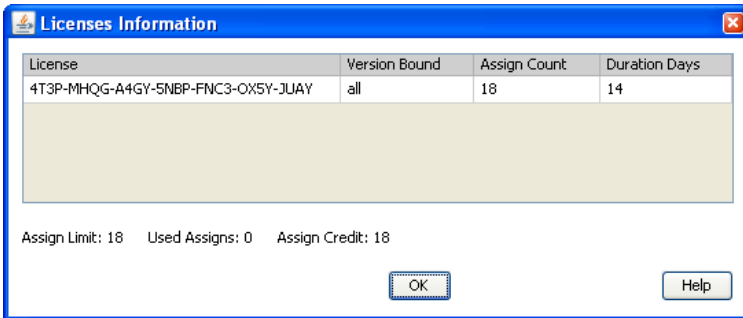 Licenses Information
License Version Bound Assign Count Duration Days
4T3P-MHQG-A4GY-5NBP-FNC3-OX5Y-JUAY all 18 14
Assign Limit: 18 Used Assigns: 0 Assign Credit: 18
OK Help